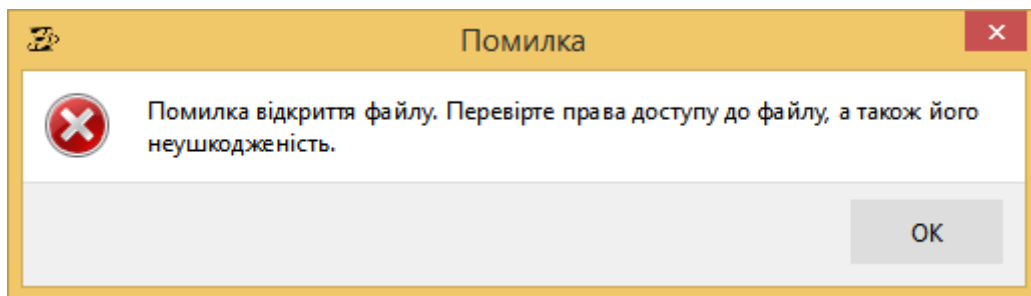 Помилка
Помилка відкриття файлу. Перевірте права доступу до файлу, а також його
неушкодженість.
OK